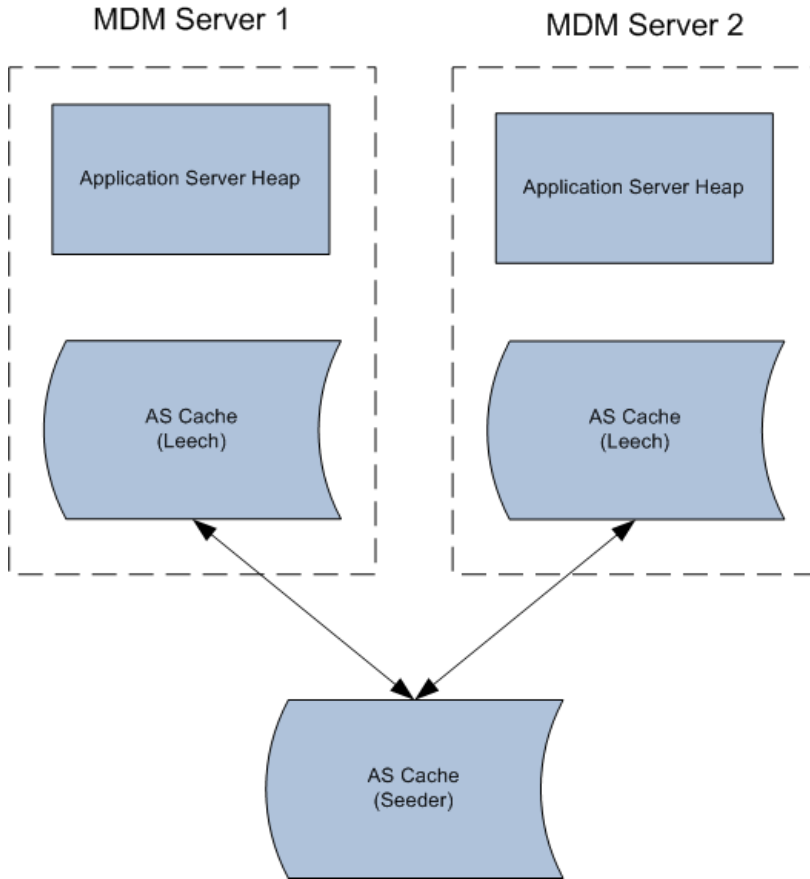 MDM Server 1
MDM Server 2
Application Server Heap
Application Server Heap
AS Cache
(Leech)
AS Cache
(Leech)
AS Cache
(Seeder)